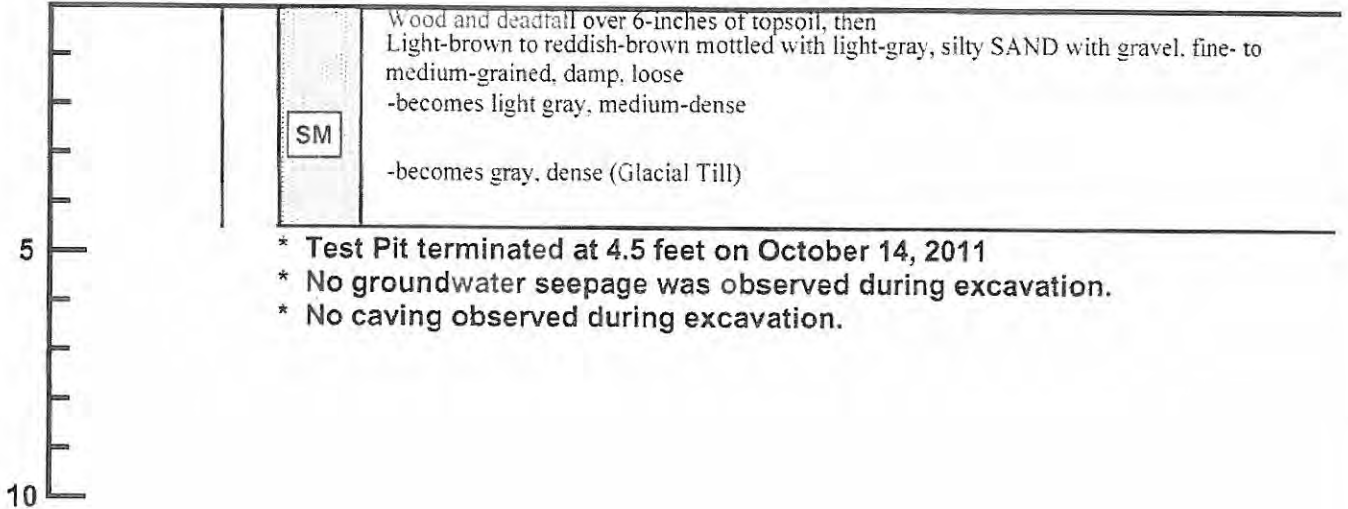 Wood and deadfall over 6-inches of topsoil, then
Light-brown to reddish-brown mottled with light-gray, silty SAND with gravel. fine- to
medium-grained, damp, loose
-becomes light gray, medium-dense
SM
-becomes gray, dense (Glacial Till)
5
* Test Pit terminated at 4.5 feet on October 14, 2011
* No groundwater seepage was observed during excavation.
* No caving observed during excavation.
10